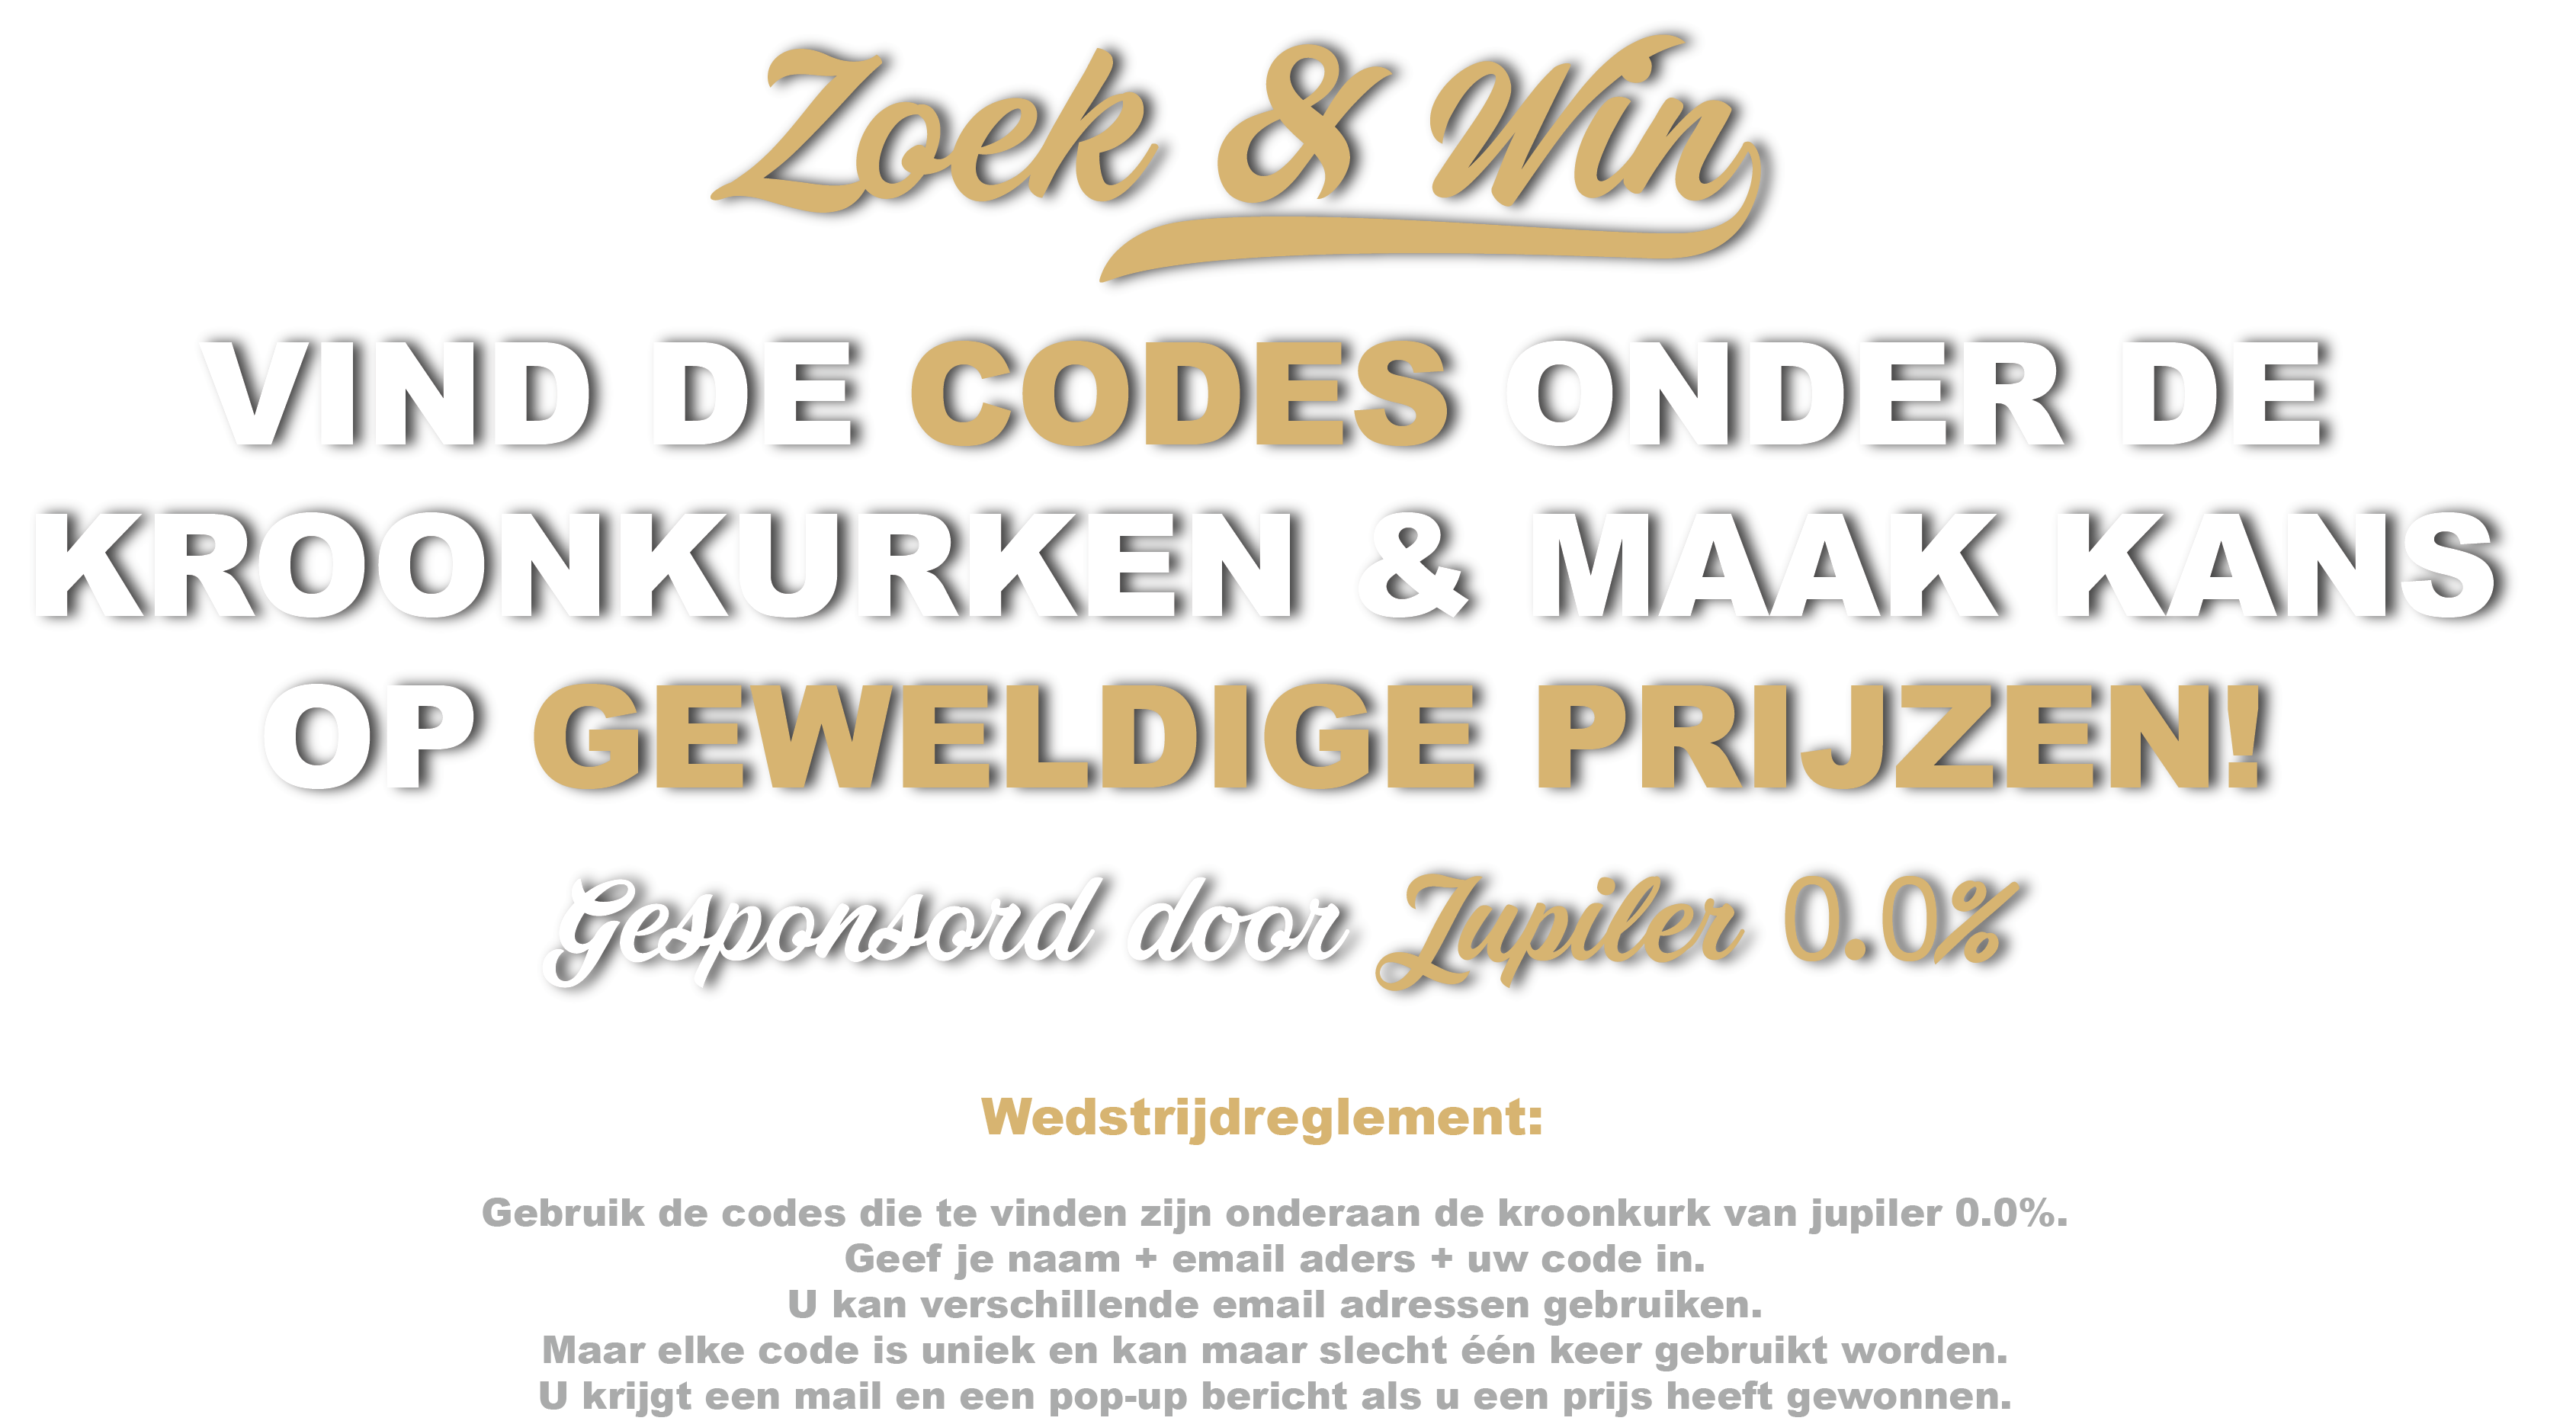 Zoek & Win
VIND DE CODES ONDER DE
KROONKURKEN & MAAK KANS
OP GEWELDIGE PRIJZEN!
Gesponsord door Jupiler 0.0%
Wedstrijdreglement:
Gebruik de codes die te vinden zijn onderaan de kroonkurk van jupiler 0.0%.
Geef je naam + email aders + uw code in.
U kan verschillende email adressen gebruiken.
Maar elke code is uniek en kan maar slecht één keer gebruikt worden.
U krijgt een mail en een pop-up bericht als u een prijs heeft gewonnen.